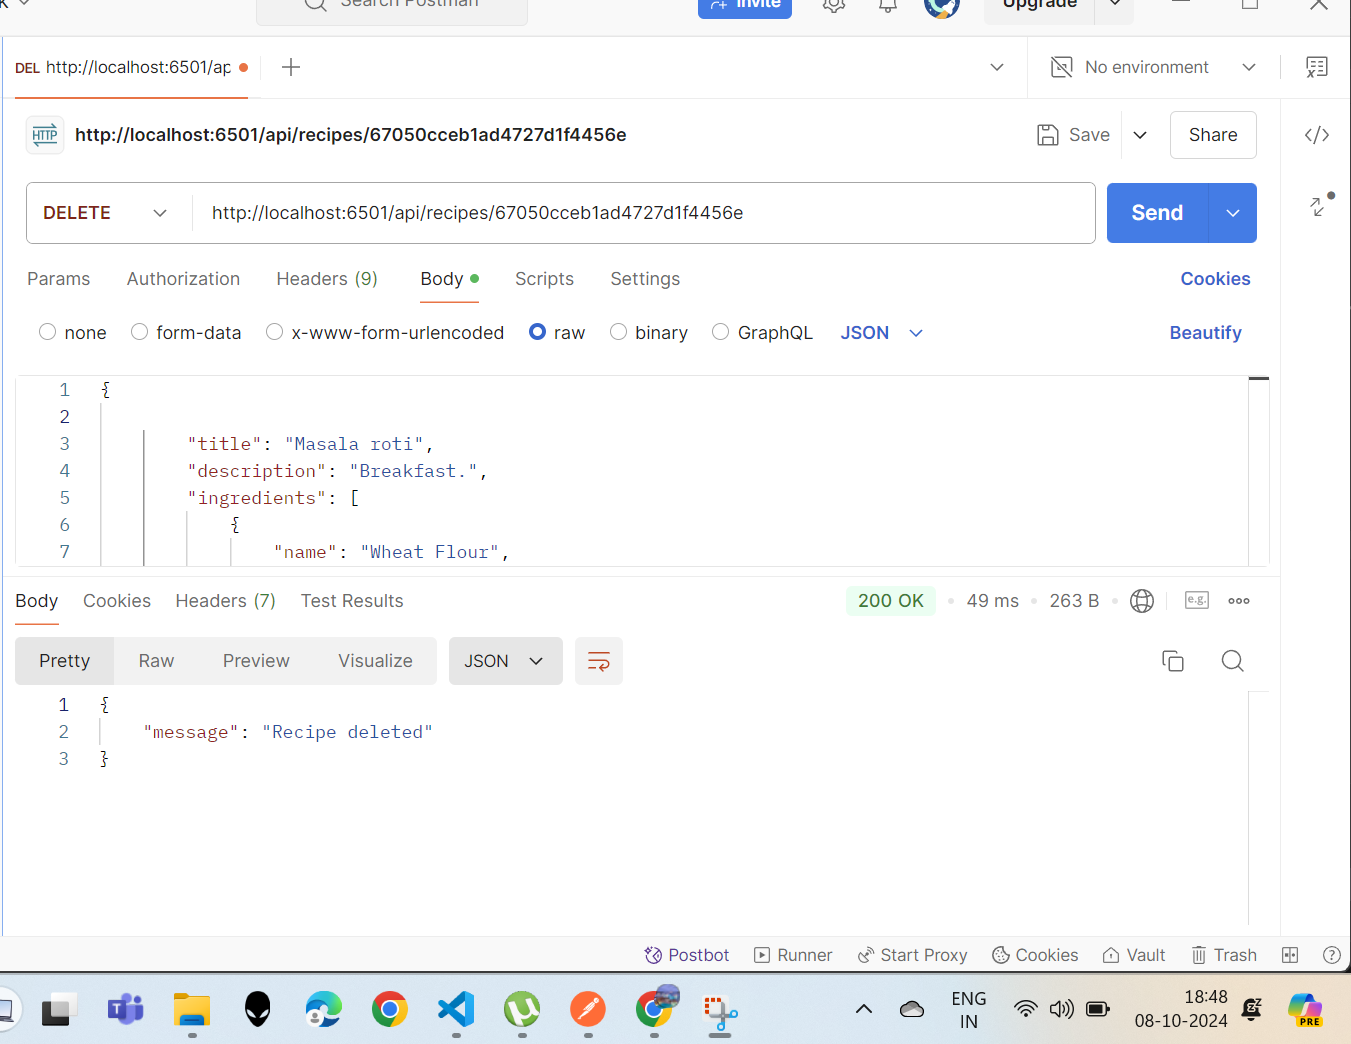 K
Search Postman
Invite
Upgrade
DEL http://localhost:6501/ap
No environment
HTTP
http://localhost:6501/api/recipes/67050cceb1ad4727d1f4456e
Save
Share
DELETE
http://localhost:6501/api/recipes/67050cceb1ad4727d1f4456e
Send
Params Authorization Headers (9) Body Scripts Settings Cookies
none form-data x-www-form-urlencoded raw binary GraphQL JSON Beautify
1 {
2
3 "title": "Masala roti",
4 "description": "Breakfast.",
5 "ingredients": [
6 {
7 "name": "Wheat Flour",
Body Cookies Headers (7) Test Results 200 OK 49 ms 263 B e.g.
Pretty Raw Preview Visualize JSON
1 {
2 "message": "Recipe deleted"
3 }
Postbot Runner Start Proxy Cookies Vault Trash
ENG
IN
18:48
08-10-2024
PRE